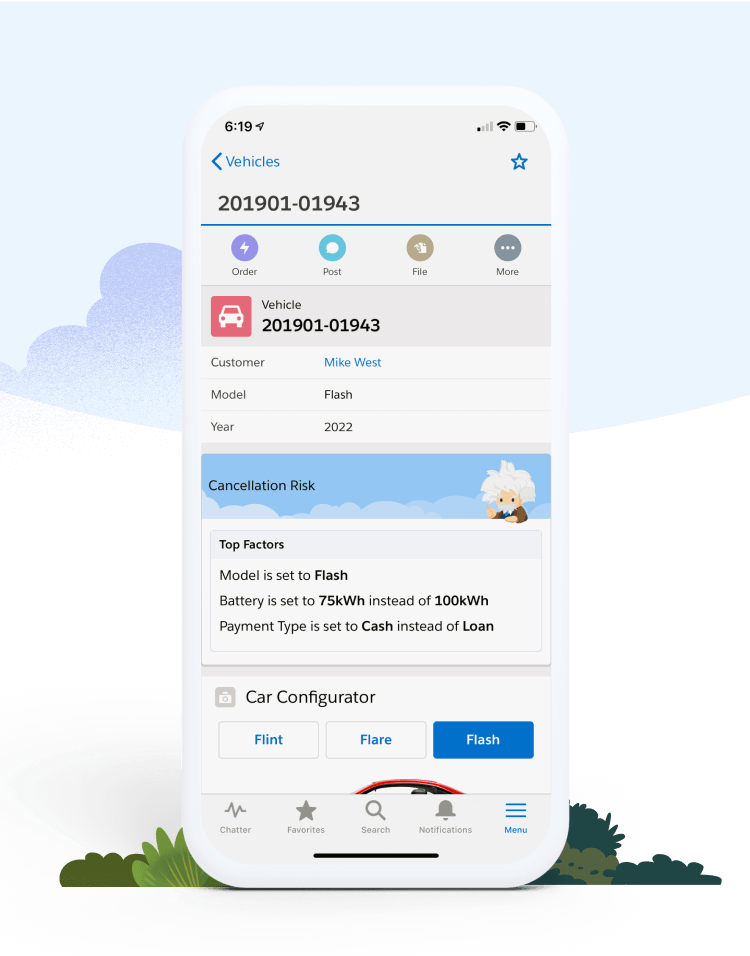 6:19
Vehicles
201901-01943
Order Post File More
Vehicle
201901-01943
Customer Mike West
Model Flash
Year 2022
Cancellation Risk
Top Factors
Model is set to Flash
Battery is set to 75kWh instead of 100kWh
Payment Type is set to Cash instead of Loan
Car Configurator
Flint Flare Flash
Chatter Favorites Search Notifications Menu